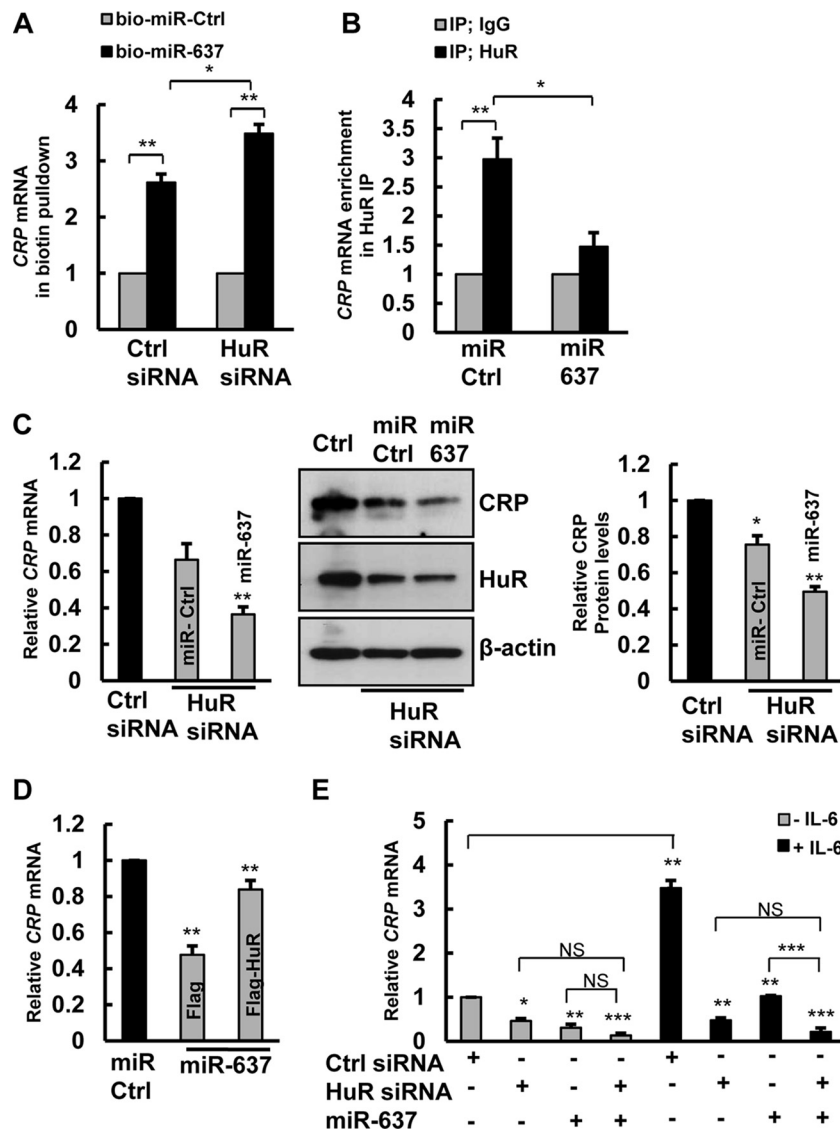 A
bio-miR-Ctrl
bio-miR-637
*
**
**
4
3
2
1
0
CRP mRNA
in biotin pulldown
Ctrl HuR
siRNA siRNA
B
IP; IgG
IP; HuR
*
**
4
3.5
3
2.5
2
1.5
1
0.5
0
CRP mRNA enrichment
in HuR IP
miR miR
Ctrl 637
C
1.2
1
0.8
0.6
0.4
0.2
0
Relative CRP mRNA
miR- Ctrl
miR-637
**
Ctrl HuR
siRNA siRNA
miR miR
Ctrl Ctrl 637
CRP
HuR
β-actin
HuR
siRNA
1.2
1
0.8
0.6
0.4
0.2
0
Relative CRP
Protein levels
*
miR- Ctrl
miR-637
**
Ctrl HuR
siRNA siRNA
D
1.2
1
0.8
0.6
0.4
0.2
0
Relative CRP mRNA
**
Flag
**
Flag-HuR
miR miR-637
Ctrl
E
- IL-6
+ IL-6
5
4
3
2
1
0
Relative CRP mRNA
NS
NS
* ** ***
**
NS
***
** ** ***
Ctrl siRNA + - - - + - - -
HuR siRNA - + - + - + - +
miR-637 - - + + - - + +